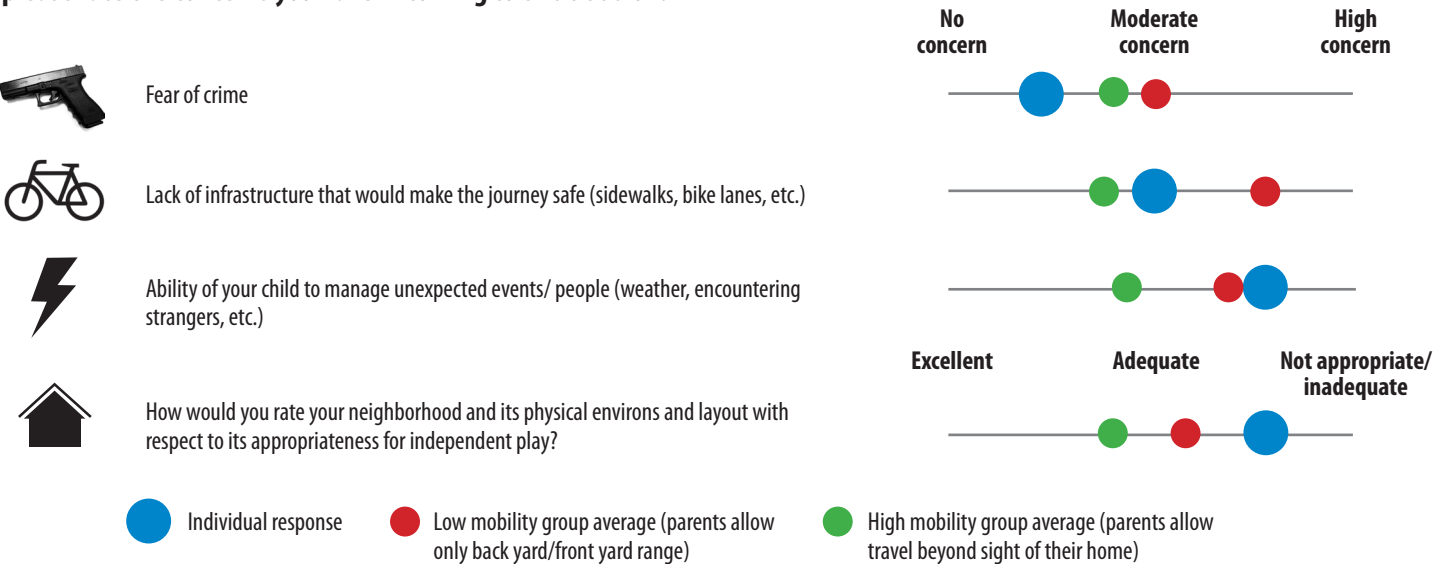 No concern
Moderate concern
High concern
Fear of crime
Lack of infrastructure that would make the journey safe (sidewalks, bike lanes, etc.)
Ability of your child to manage unexpected events/ people (weather, encountering
strangers, etc.)
Excellent
Adequate
Not appropriate/
inadequate
How would you rate your neighborhood and its physical environs and layout with
respect to its appropriateness for independent play?
Individual response
Low mobility group average (parents allow
only back yard/front yard range)
High mobility group average (parents allow
travel beyond sight of their home)